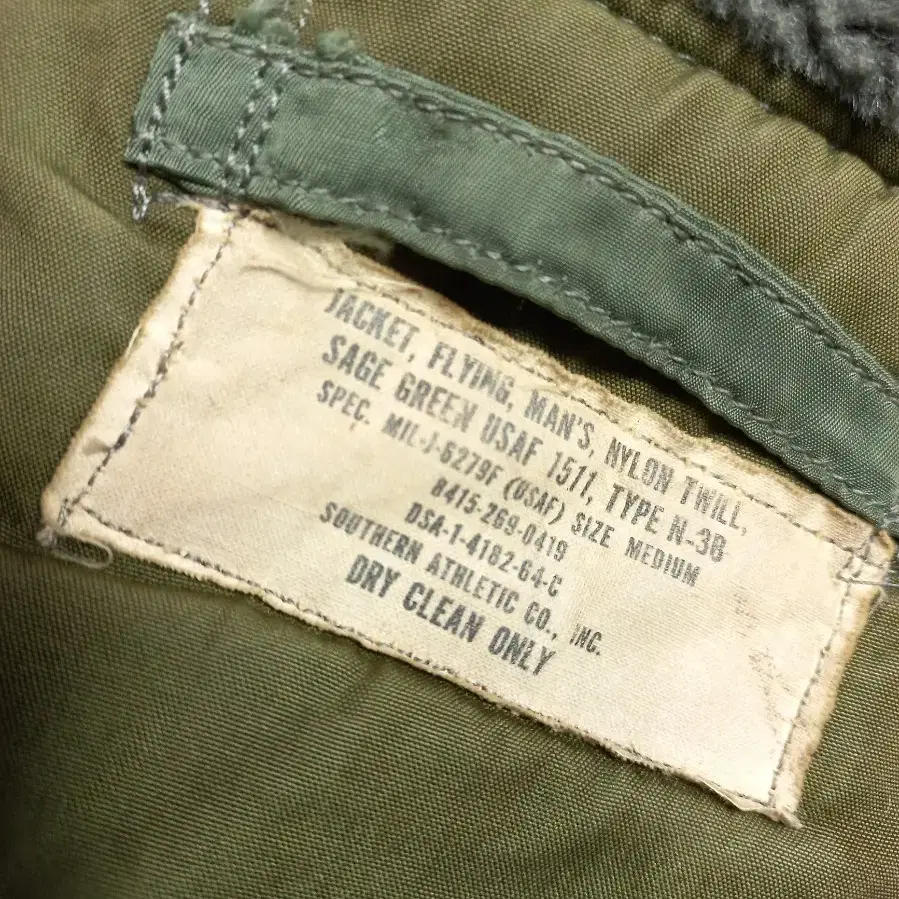 JACKET, FLYING, MAN'S, NYLON TWILL,
SAGE GREEN USAF 1511, TYPE N-3B
SPEC. MIL-J-6279F (USAF) SIZE MEDIUM
8415-269-0419
DSA-1-4182-64-C
SOUTHERN ATHLETIC CO., INC.
DRY CLEAN ONLY